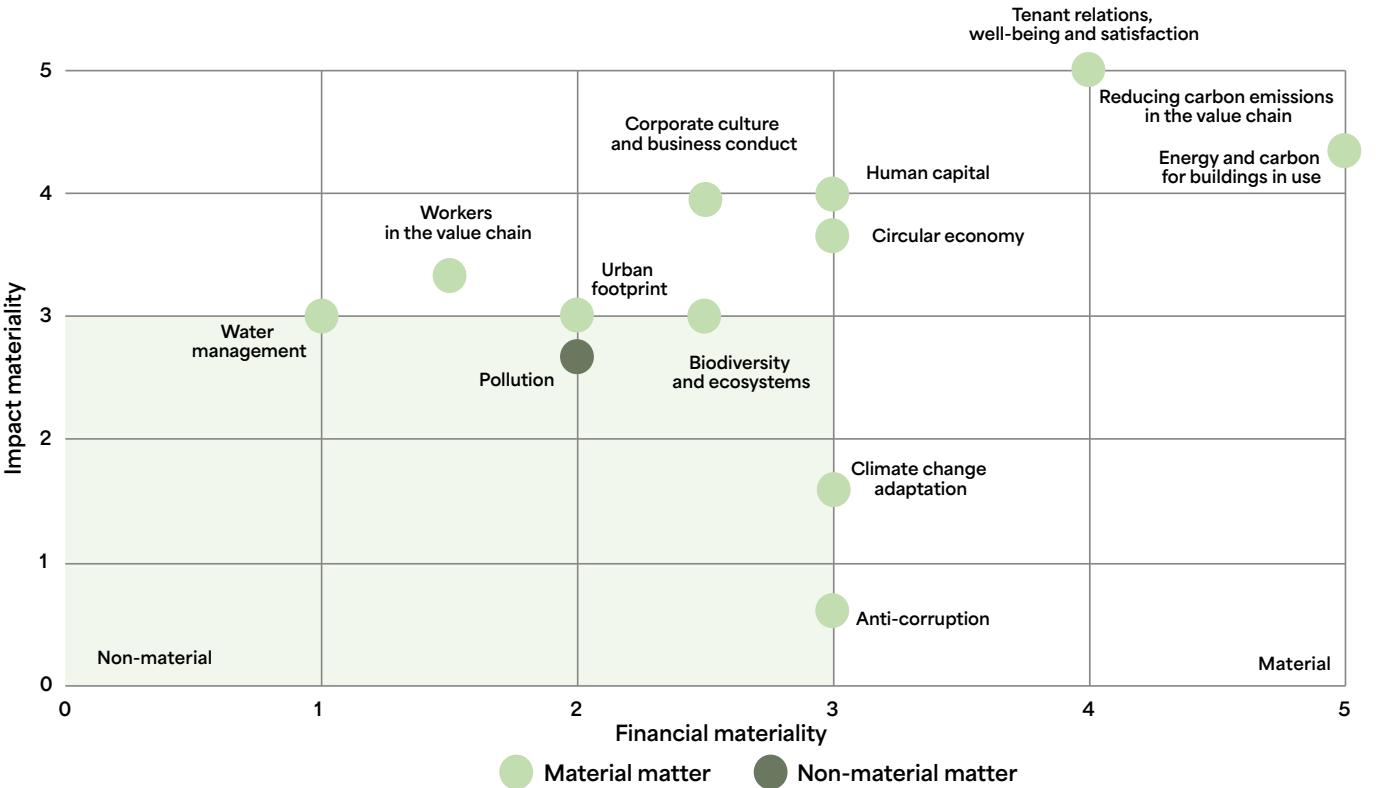 Tenant relations,
well-being and satisfaction
5
Reducing carbon emissions
in the value chain
Corporate culture
and business conduct
Energy and carbon
for buildings in use
Human capital
4
Workers
in the value chain
Circular economy
Urban
footprint
3
Water
management
Biodiversity
and ecosystems
Pollution
Impact materiality
2
Climate change
adaptation
1
Anti-corruption
Non-material
Material
0
0
1
2
3
4
5
Financial materiality
Material matter
Non-material matter